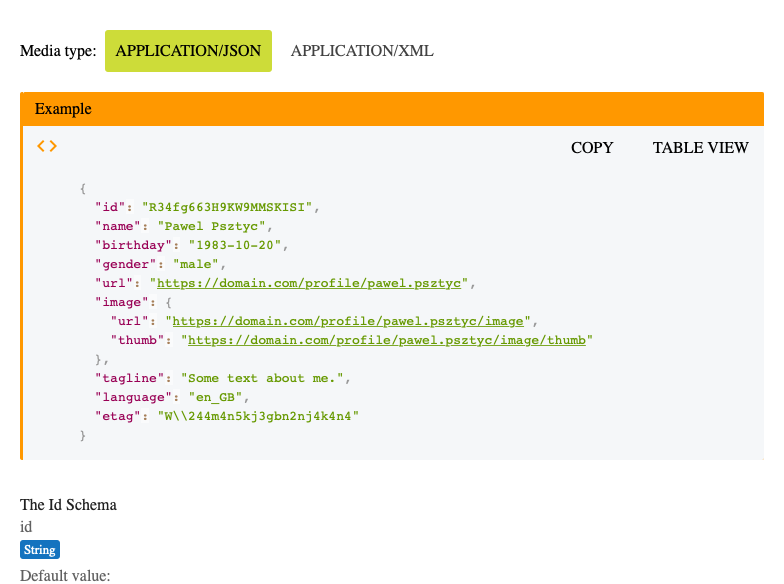 Media type: APPLICATION/JSON APPLICATION/XML
Example
<> COPY TABLE VIEW
{
"id": "R34fg663H9KW9MMSKISI",
"name": "Pawel Psztyc",
"birthday": "1983-10-20",
"gender": "male",
"url": "https://domain.com/profile/pawel.psztyc",
"image": {
"url": "https://domain.com/profile/pawel.psztyc/image",
"thumb": "https://domain.com/profile/pawel.psztyc/image/thumb"
},
"tagline": "Some text about me.",
"language": "en_GB",
"etag": "W\\244m4n5kj3gbn2nj4k4n4"
}
The Id Schema
id
String
Default value: